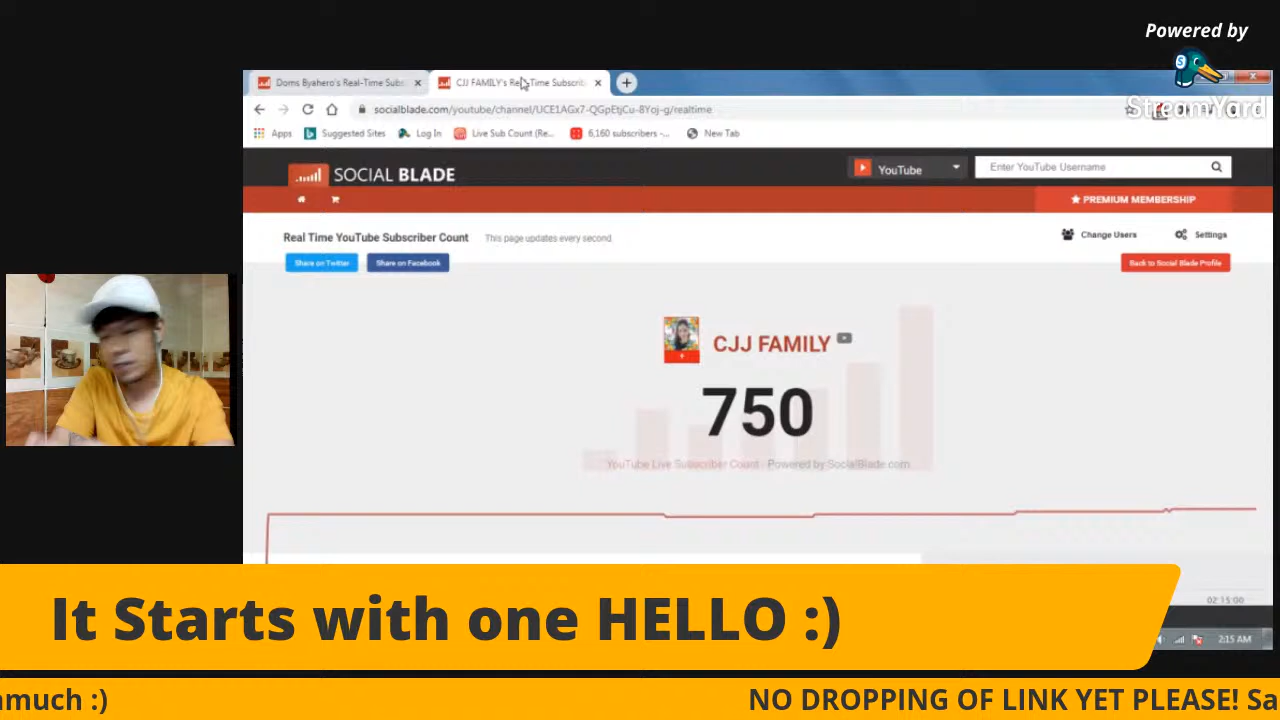 Powered by
StreamYard
Doms Byahero's Real-Time Subs
CJJ FAMILY's Real-Time Subscrib
socialblade.com/youtube/channel/UCE1AGx7-QGpEtjCu-8Yoj-g/realtime
Apps Suggested Sites Log In Live Sub Count (Re... 6,160 subscribers -... New Tab
SOCIAL BLADE
YouTube
Enter YouTube Username
PREMIUM MEMBERSHIP
Real Time YouTube Subscriber Count This page updates every second
Change Users Settings
Share on Twitter Share on Facebook
Back to Social Blade Profile
CJJ FAMILY
750
YouTube Live Subscriber Count - Powered by SocialBlade.com
02:15:00
It Starts with one HELLO :)
2:15 AM
amuch :) NO DROPPING OF LINK YET PLEASE! Sa